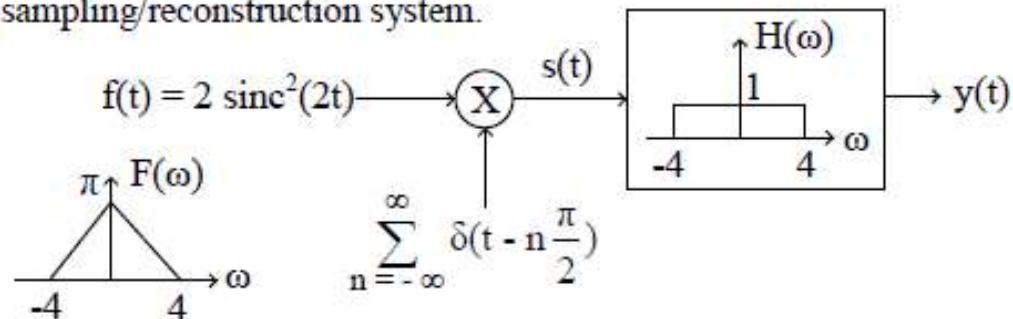 sampling/reconstruction system.
f(t) = 2 sinc²(2t)
X
s(t)
H(ω)
1
-4 4
ω
y(t)
π F(ω)
-4 4
ω
∞
∑ δ(t - n π/2)
n = - ∞